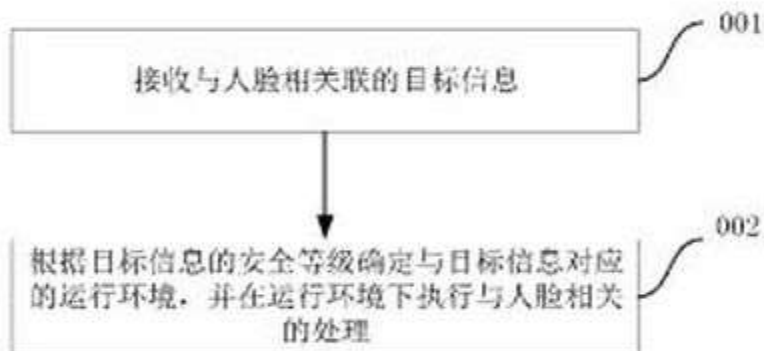 001
接收与人脸相关联的目标信息
002
根据目标信息的安全等级确定与目标信息对应
的运行环境，并在运行环境下执行与人脸相关
的处理